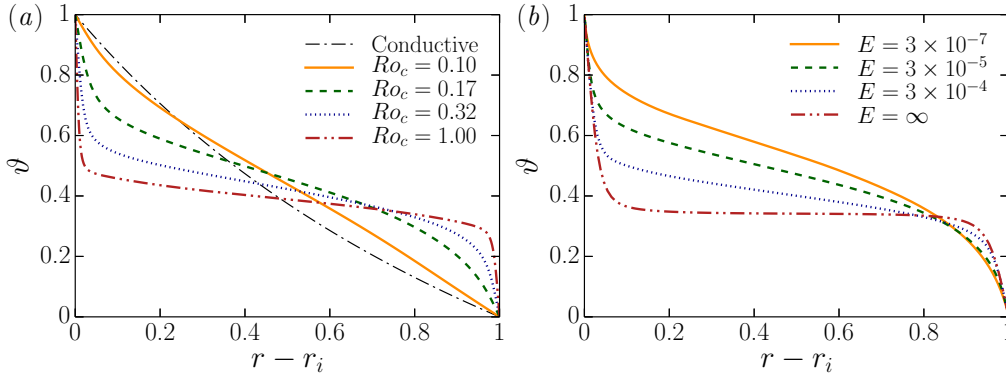 (a)
1
0.8
0.6
0.4
0.2
0
ϑ
Conductive
Ro_c = 0.10
Ro_c = 0.17
Ro_c = 0.32
Ro_c = 1.00
0 0.2 0.4 0.6 0.8 1
r − r_i
(b)
1
0.8
0.6
0.4
0.2
0
ϑ
E = 3 × 10^{−7}
E = 3 × 10^{−5}
E = 3 × 10^{−4}
E = ∞
0 0.2 0.4 0.6 0.8 1
r − r_i